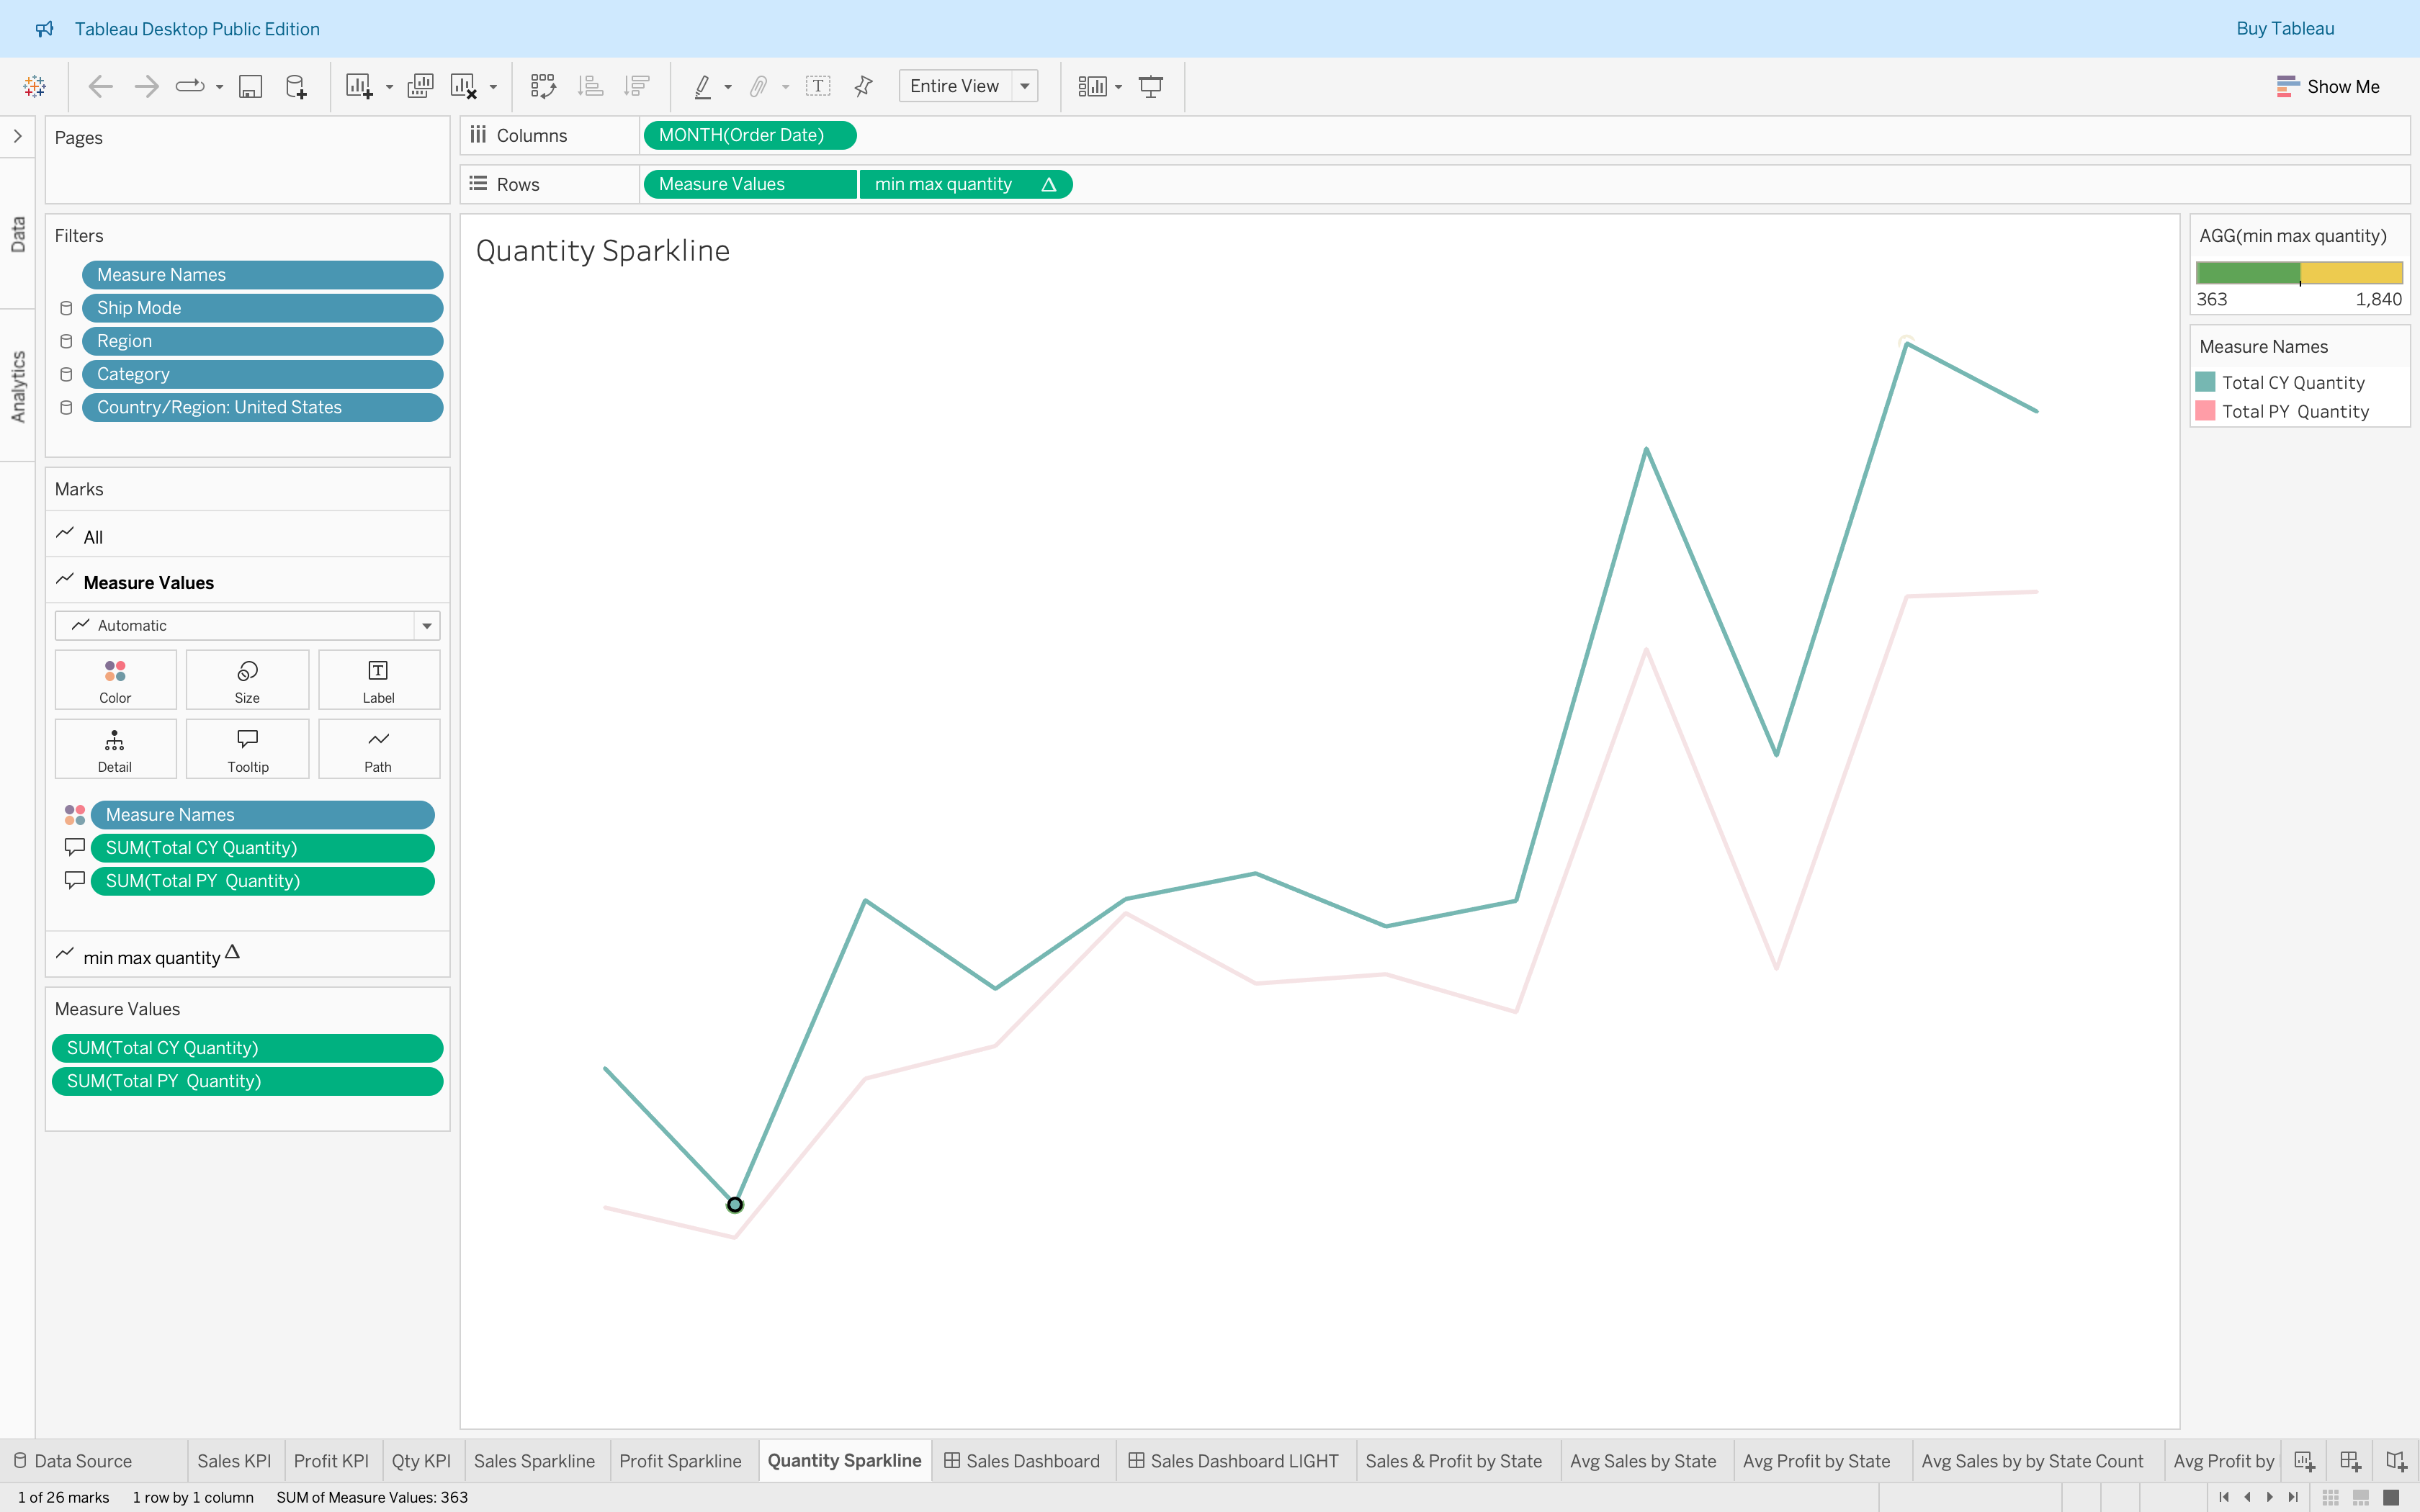 Tableau Desktop Public Edition
Buy Tableau
Entire View
Show Me
Data
Analytics
Pages
Columns
MONTH(Order Date)
Rows
Measure Values
min max quantity
Filters
Measure Names
Ship Mode
Region
Category
Country/Region: United States
Marks
All
Measure Values
Automatic
Color
Size
Label
Detail
Tooltip
Path
Measure Names
SUM(Total CY Quantity)
SUM(Total PY  Quantity)
min max quantity
Measure Values
SUM(Total CY Quantity)
SUM(Total PY  Quantity)
Quantity Sparkline
AGG(min max quantity)
363
1,840
Measure Names
Total CY Quantity
Total PY  Quantity
Data Source
Sales KPI
Profit KPI
Qty KPI
Sales Sparkline
Profit Sparkline
Quantity Sparkline
Sales Dashboard
Sales Dashboard LIGHT
Sales & Profit by State
Avg Sales by State
Avg Profit by State
Avg Sales by by State Count
Avg Profit by
1 of 26 marks
1 row by 1 column
SUM of Measure Values: 363